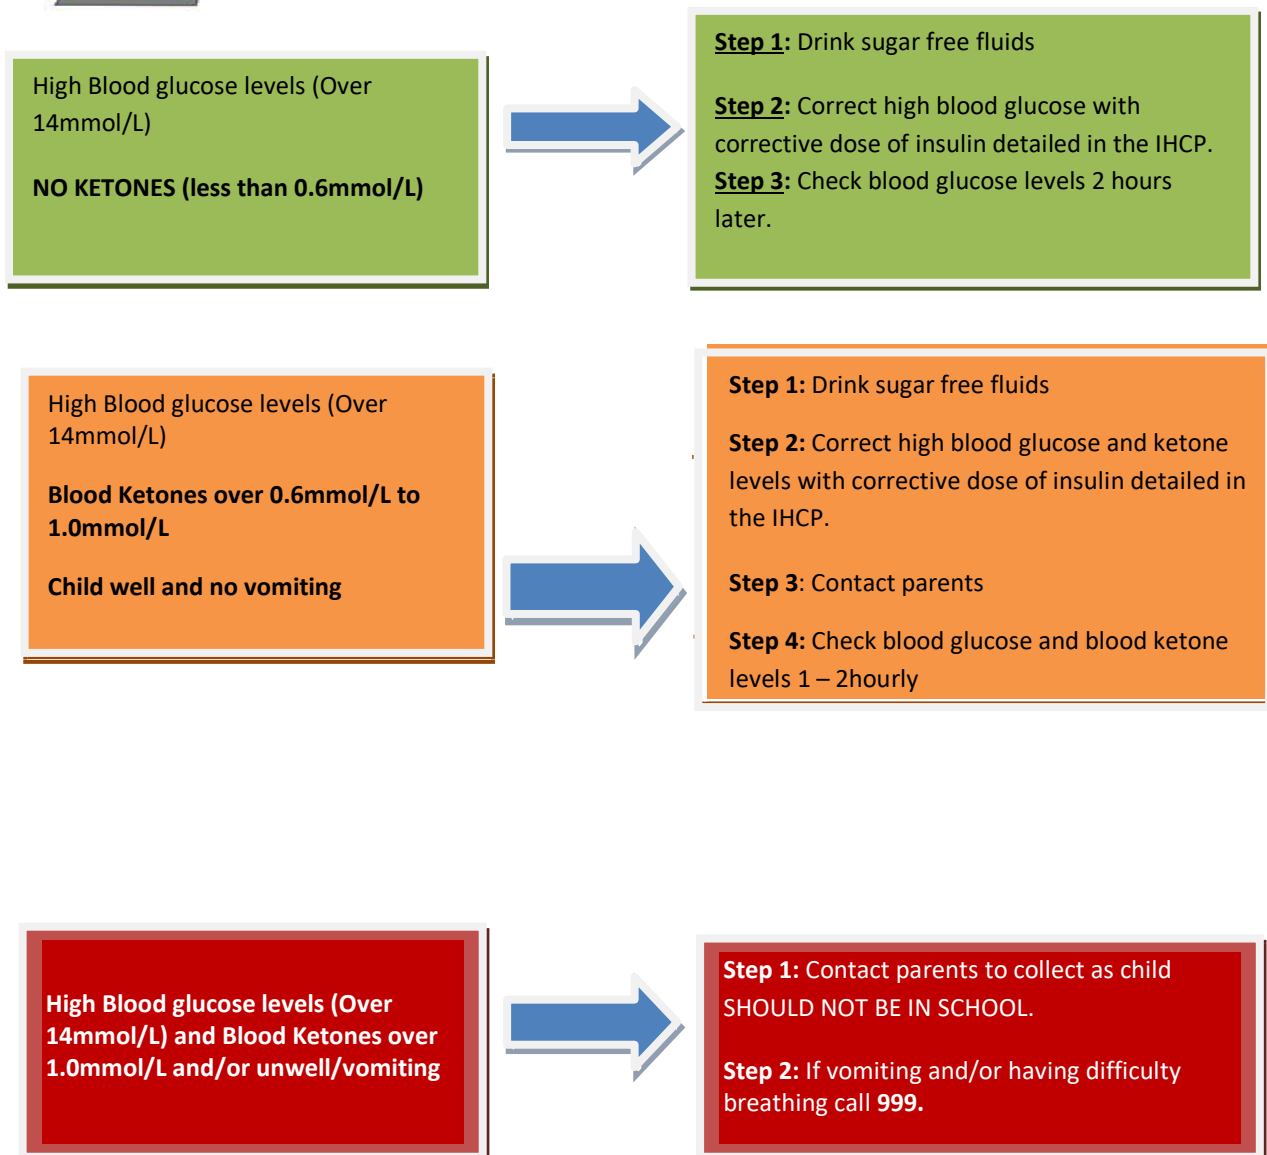 High Blood glucose levels (Over
14mmol/L)
NO KETONES (less than 0.6mmol/L)
Step 1: Drink sugar free fluids
Step 2: Correct high blood glucose with
corrective dose of insulin detailed in the IHCP.
Step 3: Check blood glucose levels 2 hours
later.
High Blood glucose levels (Over
14mmol/L)
Blood Ketones over 0.6mmol/L to
1.0mmol/L
Child well and no vomiting
Step 1: Drink sugar free fluids
Step 2: Correct high blood glucose and ketone
levels with corrective dose of insulin detailed in
the IHCP.
Step 3: Contact parents
Step 4: Check blood glucose and blood ketone
levels 1 – 2hourly
High Blood glucose levels (Over
14mmol/L) and Blood Ketones over
1.0mmol/L and/or unwell/vomiting
Step 1: Contact parents to collect as child
SHOULD NOT BE IN SCHOOL.
Step 2: If vomiting and/or having difficulty
breathing call 999.